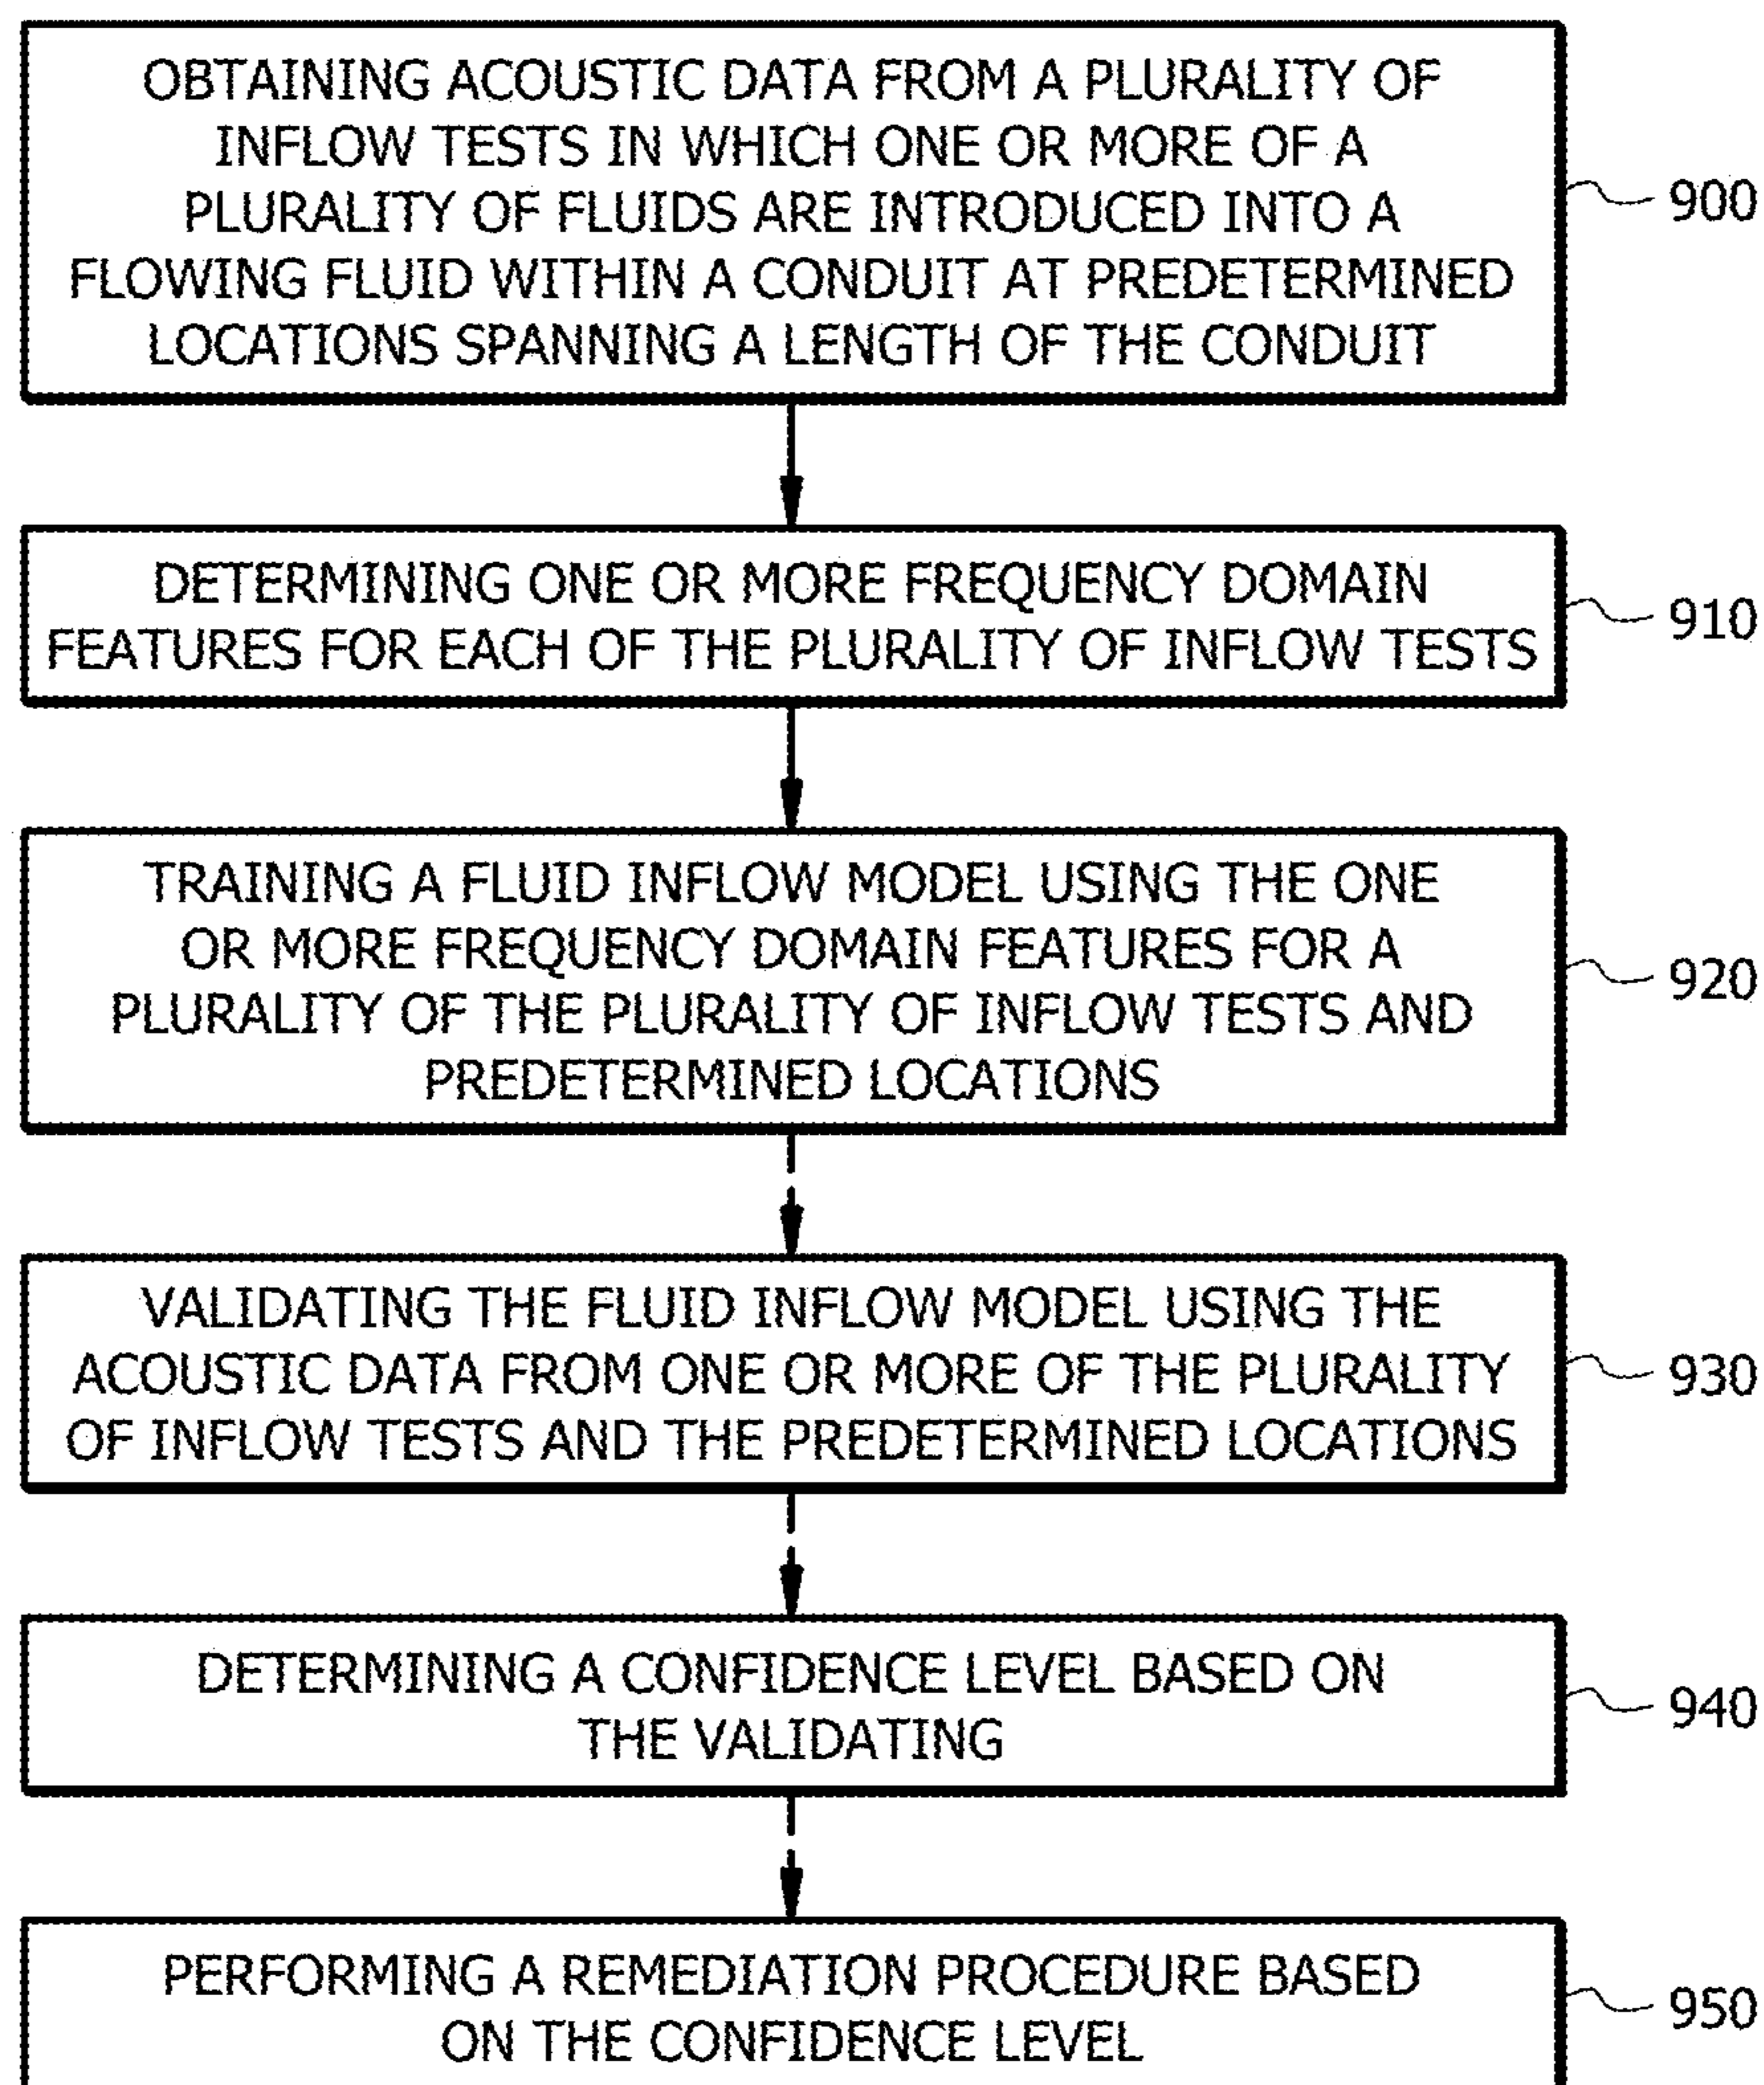 OBTAINING ACOUSTIC DATA FROM A PLURALITY OF
INFLOW TESTS IN WHICH ONE OR MORE OF A
PLURALITY OF FLUIDS ARE INTRODUCED INTO A
FLOWING FLUID WITHIN A CONDUIT AT PREDETERMINED
LOCATIONS SPANNING A LENGTH OF THE CONDUIT
900
DETERMINING ONE OR MORE FREQUENCY DOMAIN
FEATURES FOR EACH OF THE PLURALITY OF INFLOW TESTS
910
TRAINING A FLUID INFLOW MODEL USING THE ONE
OR MORE FREQUENCY DOMAIN FEATURES FOR A
PLURALITY OF THE PLURALITY OF INFLOW TESTS AND
PREDETERMINED LOCATIONS
920
VALIDATING THE FLUID INFLOW MODEL USING THE
ACOUSTIC DATA FROM ONE OR MORE OF THE PLURALITY
OF INFLOW TESTS AND THE PREDETERMINED LOCATIONS
930
DETERMINING A CONFIDENCE LEVEL BASED ON
THE VALIDATING
940
PERFORMING A REMEDIATION PROCEDURE BASED
ON THE CONFIDENCE LEVEL
950